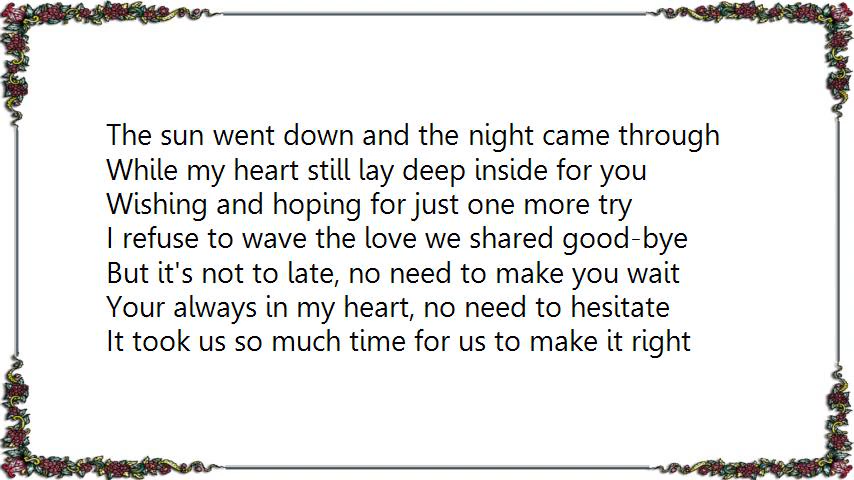 The sun went down and the night came through
While my heart still lay deep inside for you
Wishing and hoping for just one more try
I refuse to wave the love we shared good-bye
But it's not to late, no need to make you wait
Your always in my heart, no need to hesitate
It took us so much time for us to make it right